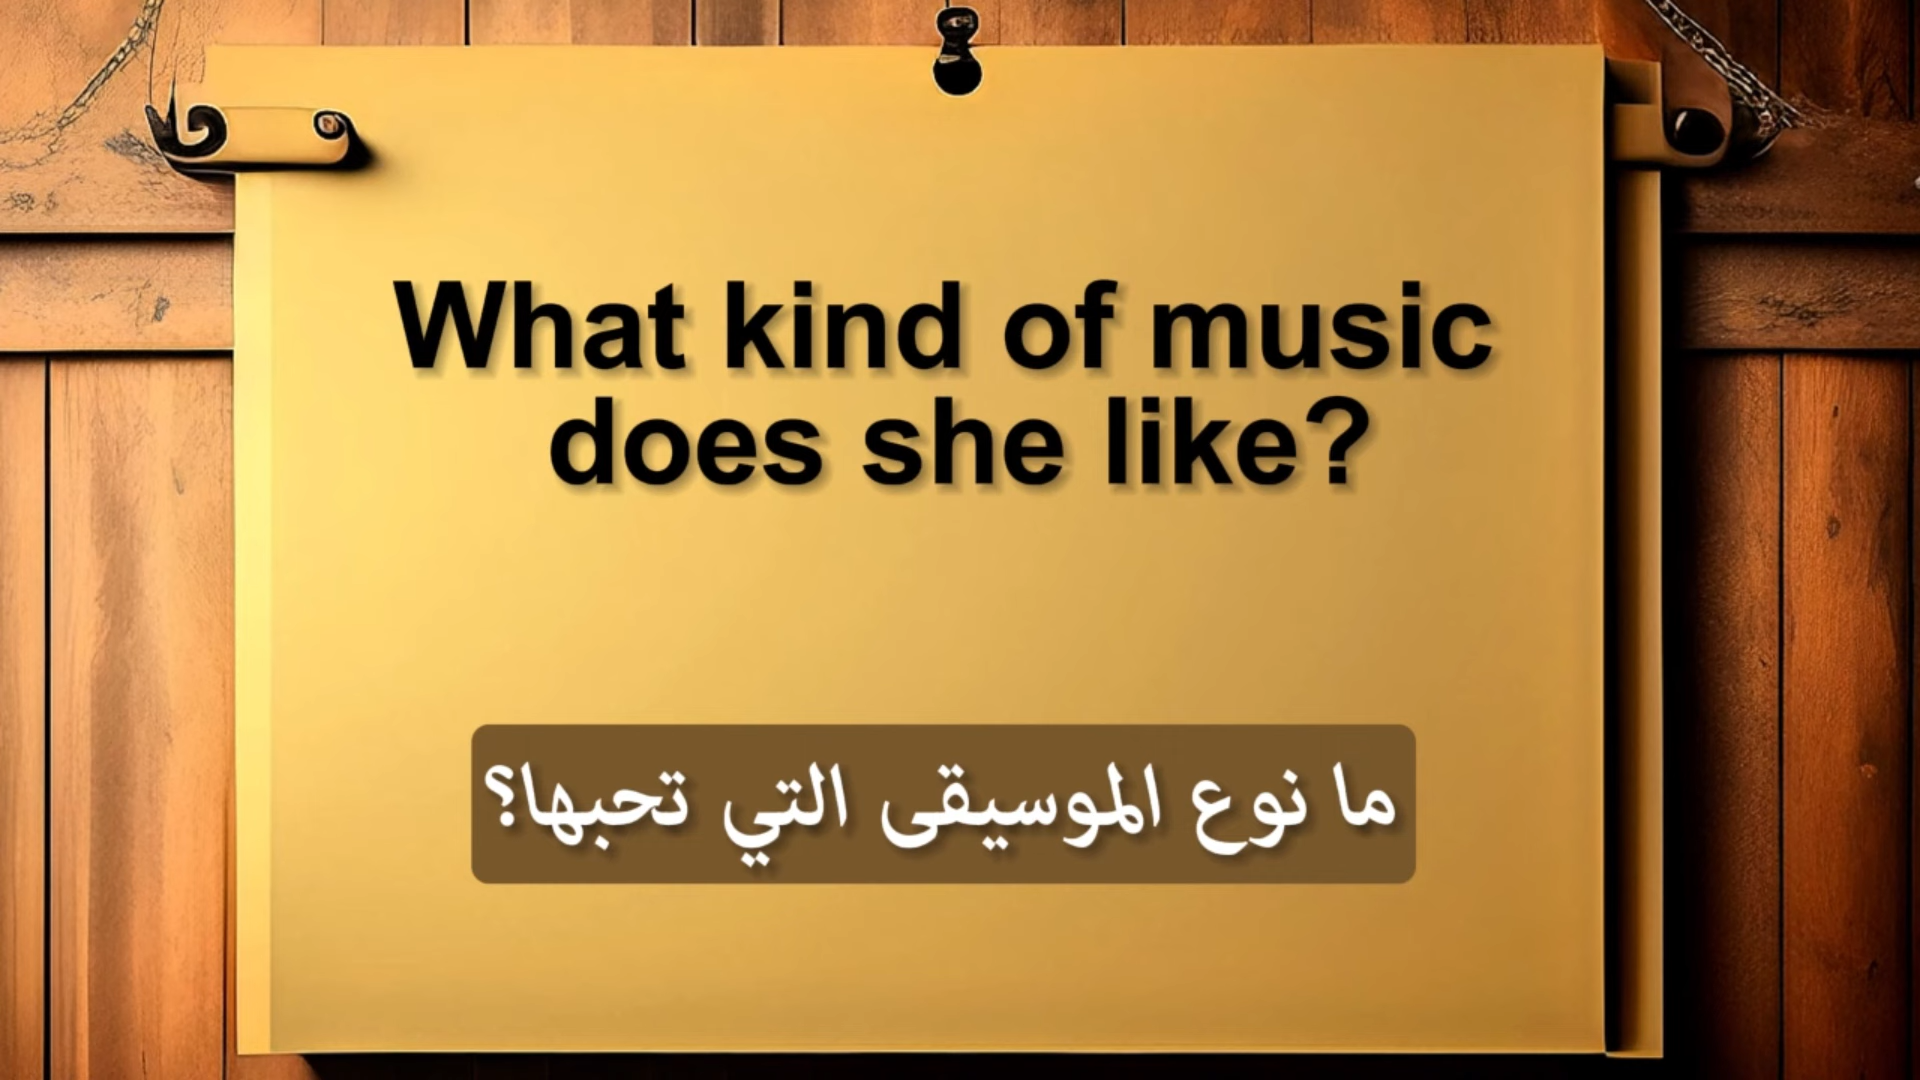 What kind of music
does she like?
ما نوع الموسيقى التي تحبها؟